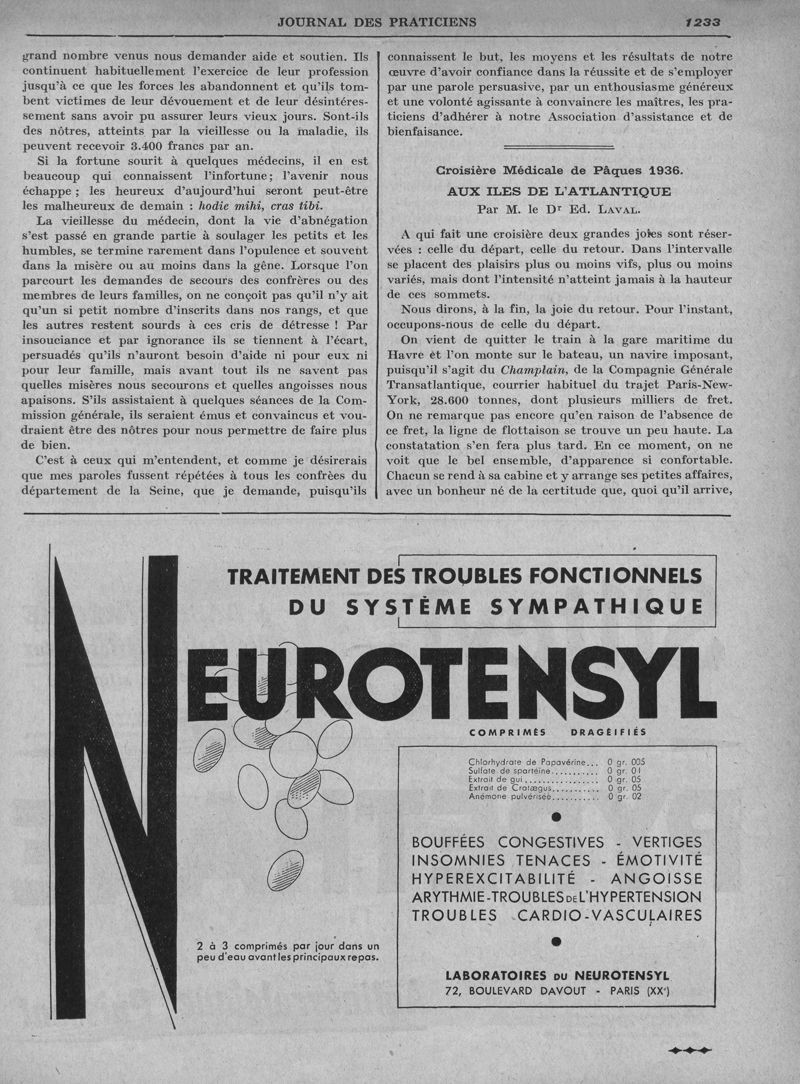 JOURNAL DES PRATICIENS
1233
grand nombre venus nous demander aide et soutien. Ils
continuent habituellement l'exercice de leur profession
jusqu'à ce que les forces les abandonnent et qu'ils tom-
bent victimes de leur dévouement et de leur désintéres-
sement sans avoir pu assurer leurs vieux jours. Sont-ils
des nôtres, atteints par la vieillesse ou la maladie, ils
peuvent recevoir 3.400 francs par an.
Si la fortune sourit à quelques médecins, il en est
beaucoup qui connaissent l'infortune; l'avenir nous
échappe ; les heureux d'aujourd'hui seront peut-être
les malheureux de demain : hodie mihi, cras tibi.
La vieillesse du médecin, dont la vie d'abnégation
s'est passé en grande partie à soulager les petits et les
humbles, se termine rarement dans l'opulence et souvent
dans la misère ou au moins dans la gêne. Lorsque l'on
parcourt les demandes de secours des confrères ou des
membres de leurs familles, on ne conçoit pas qu'il n'y ait
qu'un si petit nombre d'inscrits dans nos rangs, et que
les autres restent sourds à ces cris de détresse ! Par
insouciance et par ignorance ils se tiennent à l'écart,
persuadés qu'ils n'auront besoin d'aide ni pour eux ni
pour leur famille, mais avant tout ils ne savent pas
quelles misères nous secourons et quelles angoisses nous
apaisons. S'ils assistaient à quelques séances de la Com-
mission générale, ils seraient émus et convaincus et vou-
draient être des nôtres pour nous permettre de faire plus
de bien.
C'est à ceux qui m'entendent, et comme je désirerais
que mes paroles fussent répétées à tous les confrères du
département de la Seine, que je demande, puisqu'ils
connaissent le but, les moyens et les résultats de notre
œuvre d'avoir confiance dans la réussite et de s'employer
par une parole persuasive, par un enthousiasme généreux
et une volonté agissante à convaincre les maîtres, les pra-
ticiens d'adhérer à notre Association d'assistance et de
bienfaisance.
Croisière Médicale de Pâques 1936.
AUX ILES DE L'ATLANTIQUE
Par M. le Dr Ed. LAVAL.
A qui fait une croisière deux grandes joies sont réser-
vées : celle du départ, celle du retour. Dans l'intervalle
se placent des plaisirs plus ou moins vifs, plus ou moins
variés, mais dont l'intensité n'atteint jamais à la hauteur
de ces sommets.
Nous dirons, à la fin, la joie du retour. Pour l'instant,
occupons-nous de celle du départ.
On vient de quitter le train à la gare maritime du
Havre èt l'on monte sur le bateau, un navire imposant,
puisqu'il s'agit du Champlain, de la Compagnie Générale
Transatlantique, courrier habituel du trajet Paris-New-
York, 28.600 tonnes, dont plusieurs milliers de fret.
On ne remarque pas encore qu'en raison de l'absence de
ce fret, la ligne de flottaison se trouve un peu haute. La
constatation s'en fera plus tard. En ce moment, on ne
voit que le bel ensemble, d'apparence si confortable.
Chacun se rend à sa cabine et y arrange ses petites affaires,
avec un bonheur né de la certitude que, quoi qu'il arrive,
TRAITEMENT DES TROUBLES FONCTIONNELS
DU SYSTÈME SYMPATHIQUE
NEUROTENSYL
COMPRIMÉS DRAGÉIFIÉS
Chlorhydrate de Papavérine... 0 gr. 005
Sulfate de spartéine........... 0 gr. 01
Extrait de gui................. 0 gr. 05
Extrait de Cratægus........... 0 gr. 05
Anémone pulvérisée........... 0 gr. 02
BOUFFÉES CONGESTIVES - VERTIGES
INSOMNIES TENACES - ÉMOTIVITÉ
HYPEREXCITABILITÉ - ANGOISSE
ARYTHMIE-TROUBLES DE L'HYPERTENSION
TROUBLES CARDIO-VASCULAIRES
2 à 3 comprimés par jour dans un
peu d'eau avant les principaux repas.
LABORATOIRES DU NEUROTENSYL
72, BOULEVARD DAVOUT - PARIS (XXe)